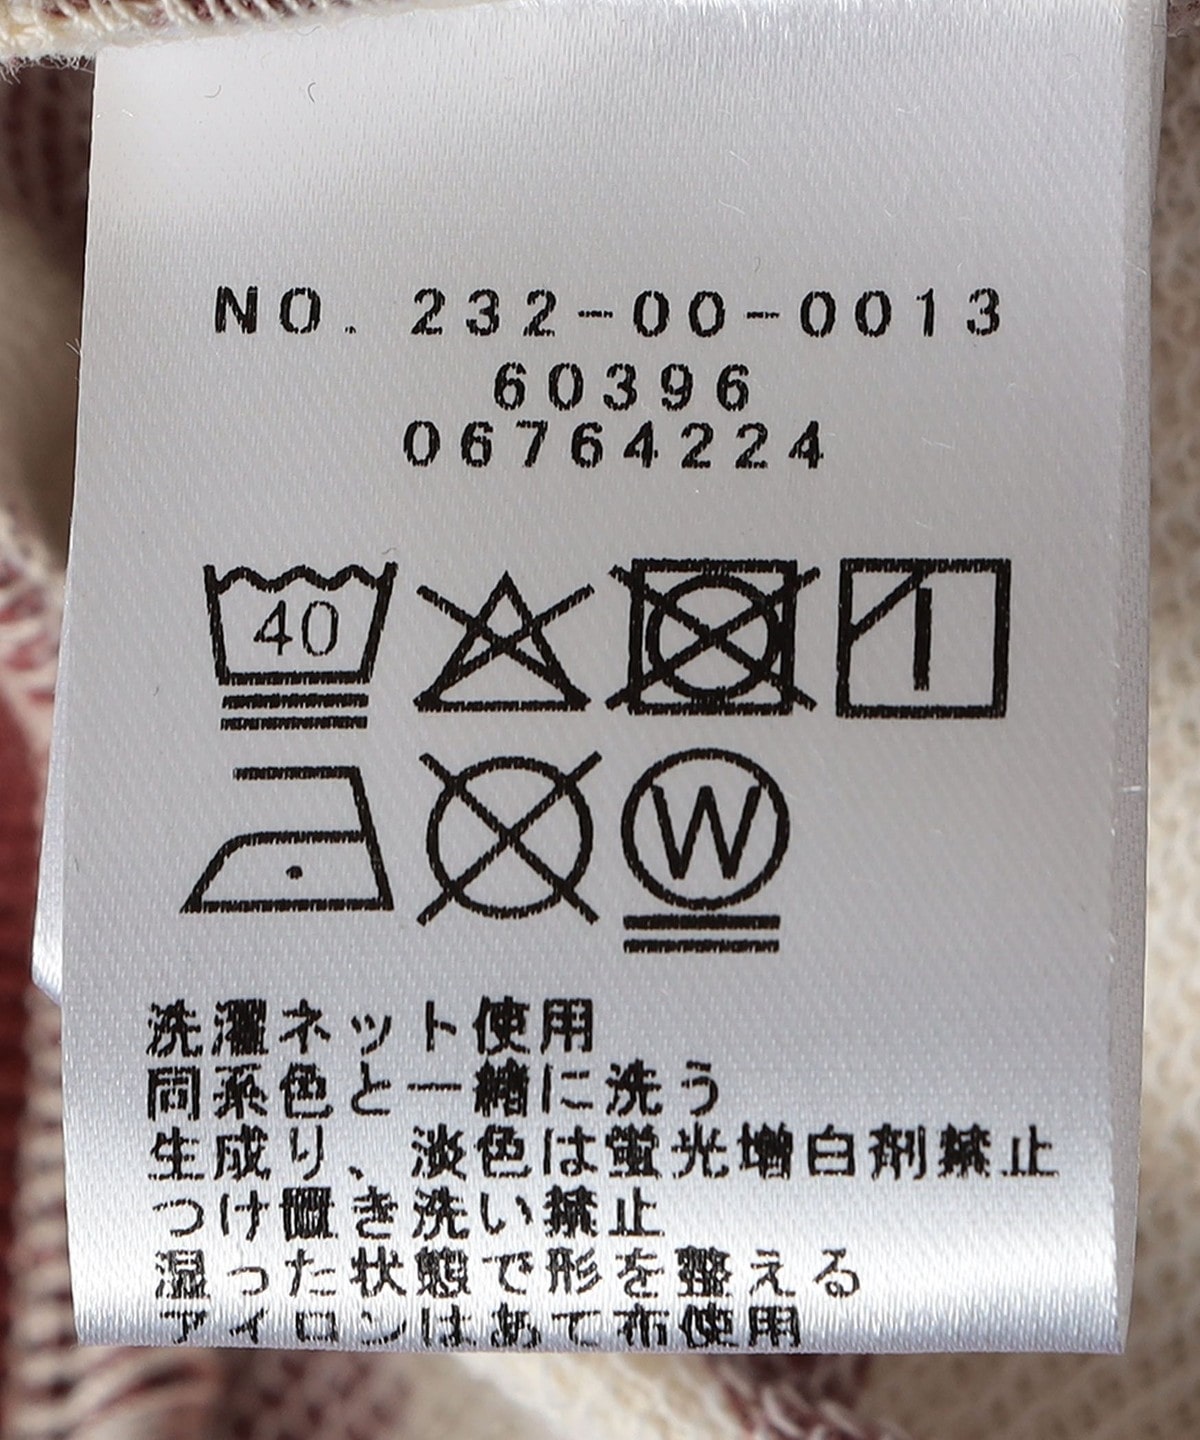 NO. 232-00-0013
60396
06764224
40
W
洗濯ネット使用
同系色と一緒に洗う
生成り、淡色は蛍光増白剤禁止
つけ置き洗い禁止
湿った状態で形を整える
アイロンはあて布使用